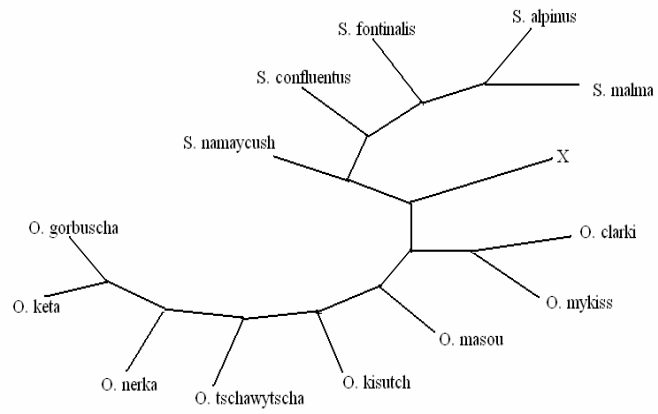 S. alpinus
S. fontinalis
S. confluentus
S. malma
S. namaycush
X
O. gorbuscha
O. clarki
O. keta
O. mykiss
O. masou
O. nerka
O. kisutch
O. tschawytscha